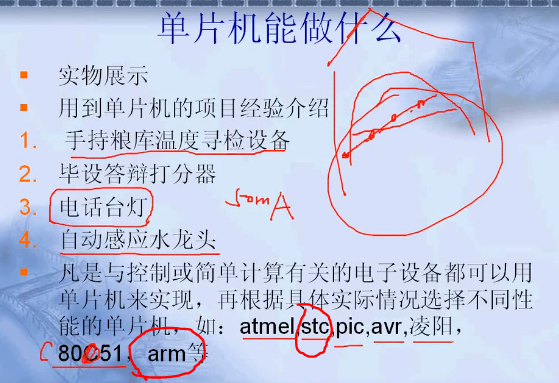 单片机能做什么
实物展示
用到单片机的项目经验介绍
1. 手持粮库温度寻检设备
2. 毕设答辩打分器
3. 电话台灯
50mA
4. 自动感应水龙头
凡是与控制或简单计算有关的电子设备都可以用
单片机来实现，再根据具体实际情况选择不同性
能的单片机，如：atmel,stc,pic,avr,凌阳，
80c51，arm等